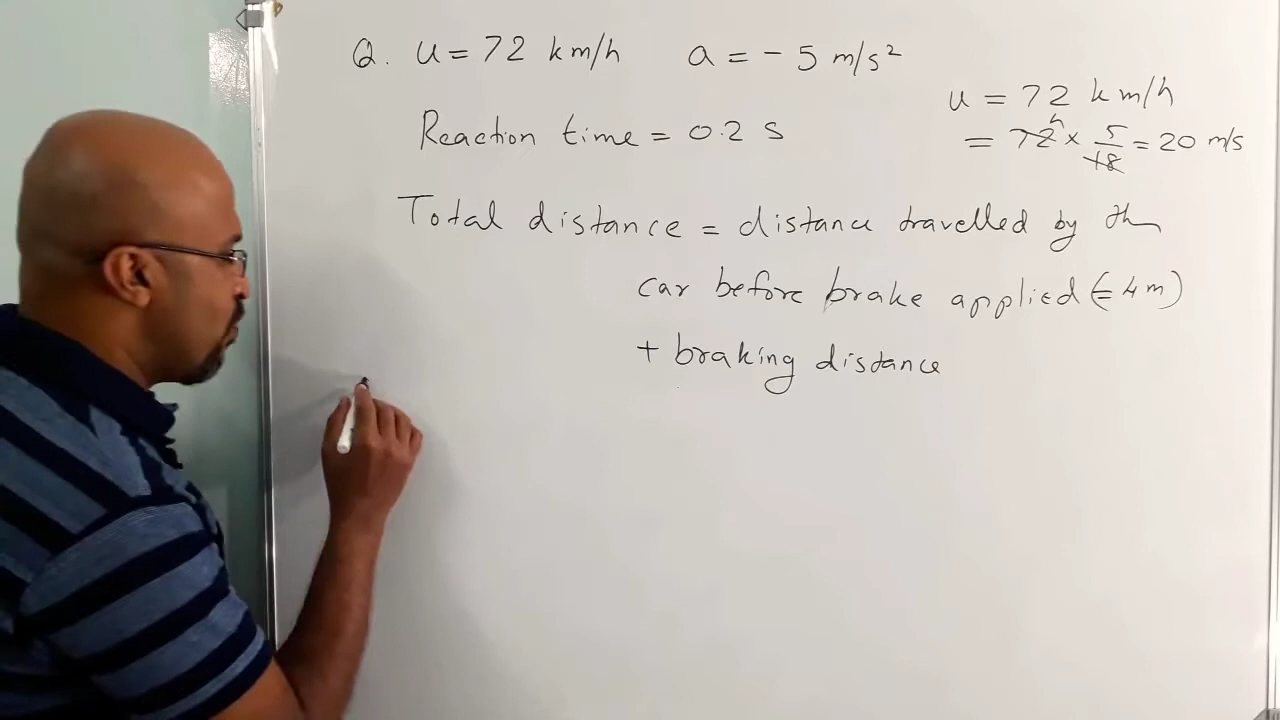 Q. u = 72 km/h a = - 5 m/s²
u = 72 km/h
Reaction time = 0.2 s
= 72 × 5/18 = 20 m/s
Total distance = distance travelled by the
car before brake applied (= 4 m)
+ braking distance